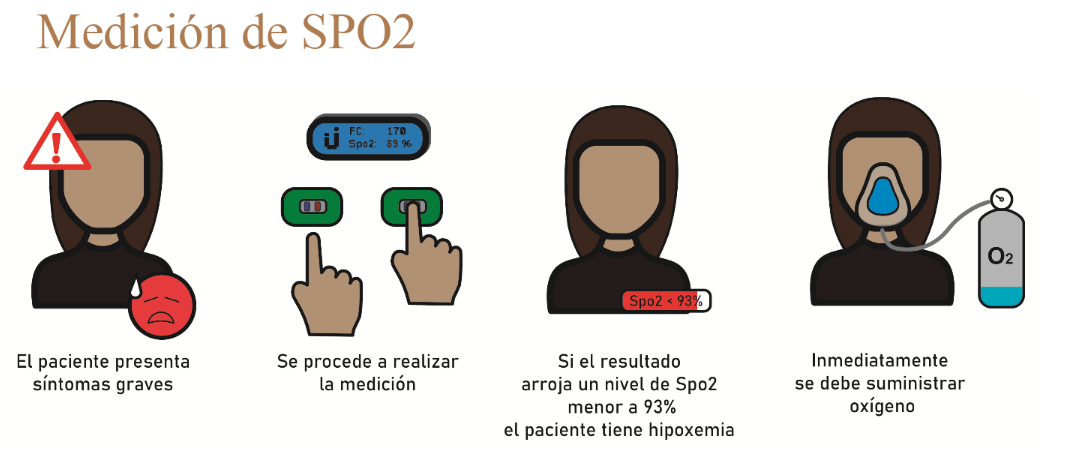 Medición de SPO2
FC: 170
Spo2: 89 %
El paciente presenta
síntomas graves
Se procede a realizar
la medición
Spo2 < 93%
Si el resultado
arroja un nivel de Spo2
menor a 93%
el paciente tiene hipoxemia
O2
Inmediatamente
se debe suministrar
oxígeno